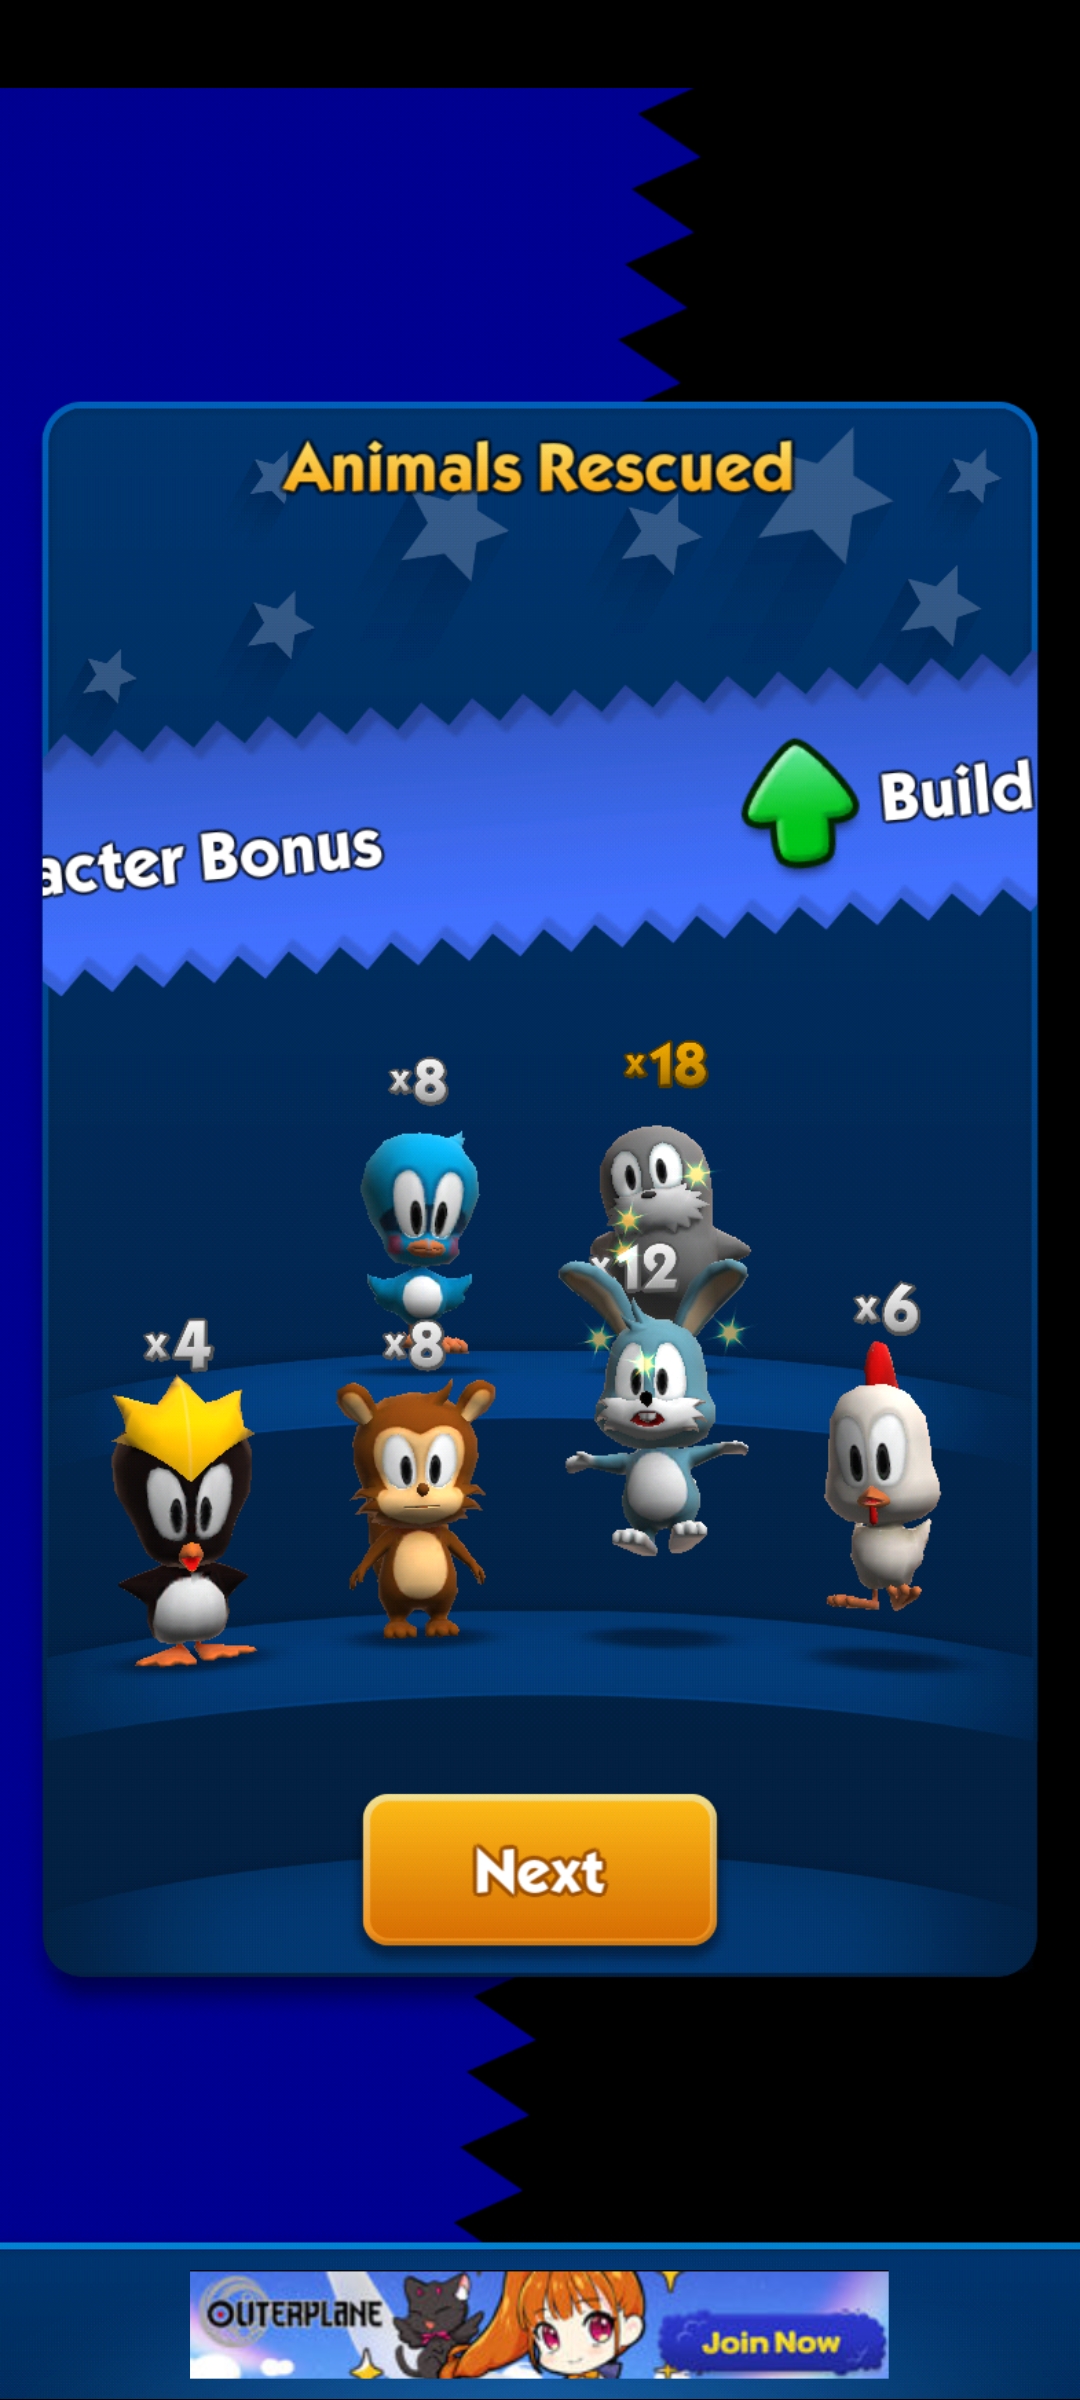 Animals Rescued
Build
acter Bonus
x8
x18
x12
x4
x8
x6
Next
OUTERPLANE
Join Now